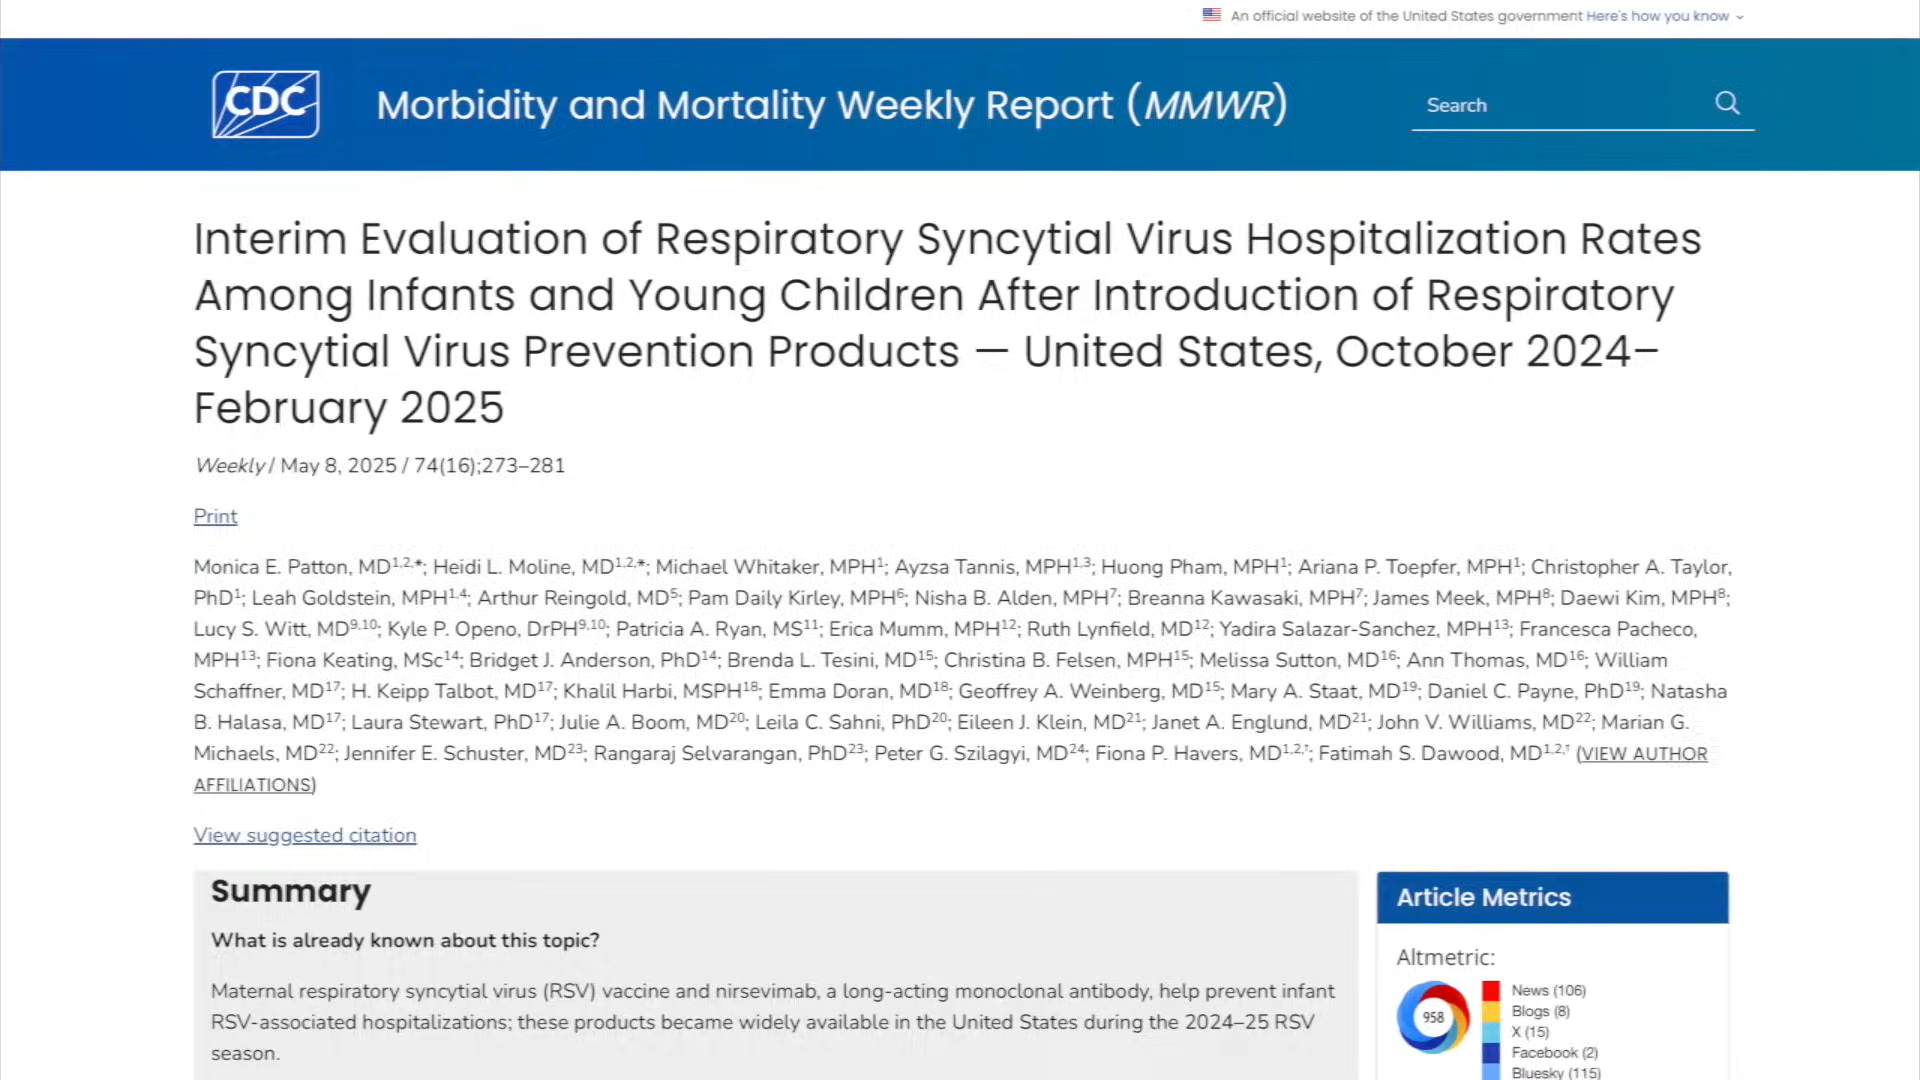 An official website of the United States government Here's how you know
CDC
Morbidity and Mortality Weekly Report (MMWR)
Search
Interim Evaluation of Respiratory Syncytial Virus Hospitalization Rates
Among Infants and Young Children After Introduction of Respiratory
Syncytial Virus Prevention Products — United States, October 2024–
February 2025
Weekly / May 8, 2025 / 74(16);273–281
Print
Monica E. Patton, MD1,2,*; Heidi L. Moline, MD1,2,*; Michael Whitaker, MPH1; Ayzsa Tannis, MPH1,3; Huong Pham, MPH1; Ariana P. Toepfer, MPH1; Christopher A. Taylor,
PhD1; Leah Goldstein, MPH1,4; Arthur Reingold, MD5; Pam Daily Kirley, MPH6; Nisha B. Alden, MPH7; Breanna Kawasaki, MPH7; James Meek, MPH8; Daewi Kim, MPH8;
Lucy S. Witt, MD9,10; Kyle P. Openo, DrPH9,10; Patricia A. Ryan, MS11; Erica Mumm, MPH12; Ruth Lynfield, MD12; Yadira Salazar-Sanchez, MPH13; Francesca Pacheco,
MPH13; Fiona Keating, MSc14; Bridget J. Anderson, PhD14; Brenda L. Tesini, MD15; Christina B. Felsen, MPH15; Melissa Sutton, MD16; Ann Thomas, MD16; William
Schaffner, MD17; H. Keipp Talbot, MD17; Khalil Harbi, MSPH18; Emma Doran, MD18; Geoffrey A. Weinberg, MD15; Mary A. Staat, MD19; Daniel C. Payne, PhD19; Natasha
B. Halasa, MD17; Laura Stewart, PhD17; Julie A. Boom, MD20; Leila C. Sahni, PhD20; Eileen J. Klein, MD21; Janet A. Englund, MD21; John V. Williams, MD22; Marian G.
Michaels, MD22; Jennifer E. Schuster, MD23; Rangaraj Selvarangan, PhD23; Peter G. Szilagyi, MD24; Fiona P. Havers, MD1,2,†; Fatimah S. Dawood, MD1,2,† (VIEW AUTHOR
AFFILIATIONS)
View suggested citation
Summary
What is already known about this topic?
Maternal respiratory syncytial virus (RSV) vaccine and nirsevimab, a long-acting monoclonal antibody, help prevent infant
RSV-associated hospitalizations; these products became widely available in the United States during the 2024–25 RSV
season.
Article Metrics
Altmetric:
958
News (106)
Blogs (8)
X (15)
Facebook (2)
Bluesky (115)